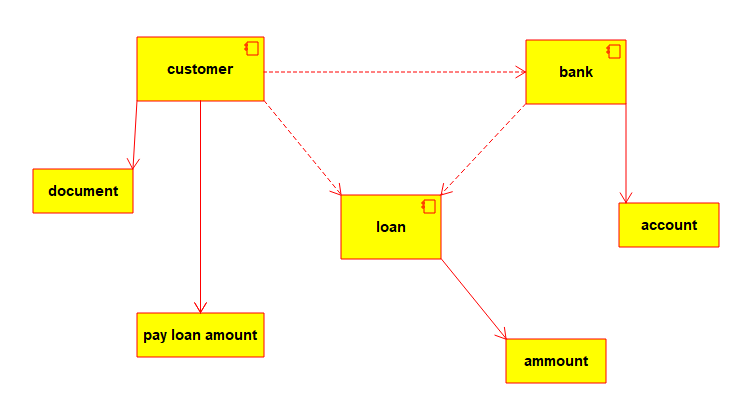 customer
bank
document
loan
account
pay loan amount
ammount